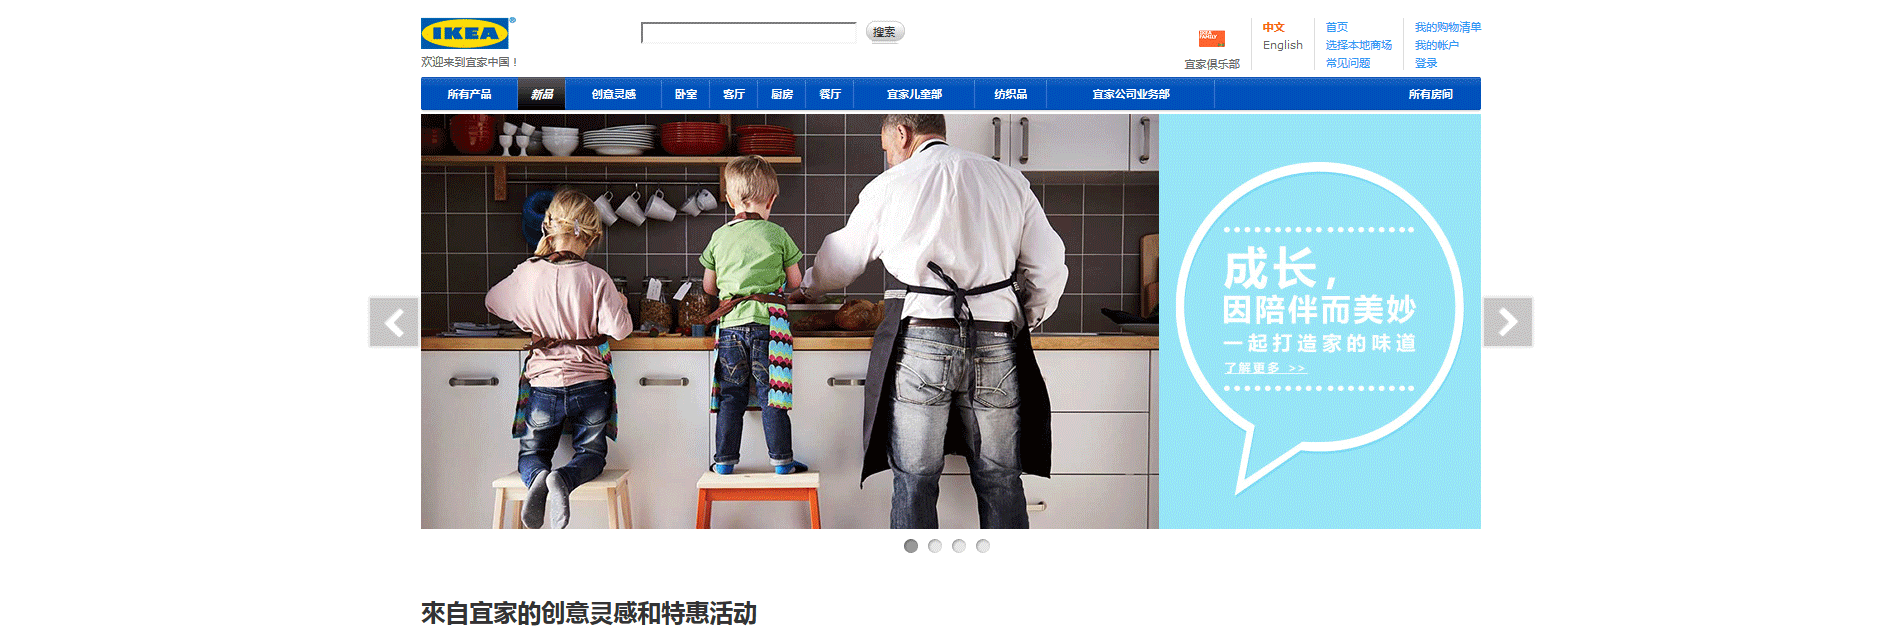 IKEA®
欢迎来到宜家中国！
搜索
IKEA FAMILY
宜家俱乐部
中文
English
首页
选择本地商场
常见问题
我的购物清单
我的帐户
登录
所有产品 新品 创意灵感 卧室 客厅 厨房 餐厅 宜家儿童部 纺织品 宜家公司业务部 所有房间
成长，
因陪伴而美妙
一起打造家的味道
了解更多 >>
來自宜家的创意灵感和特惠活动